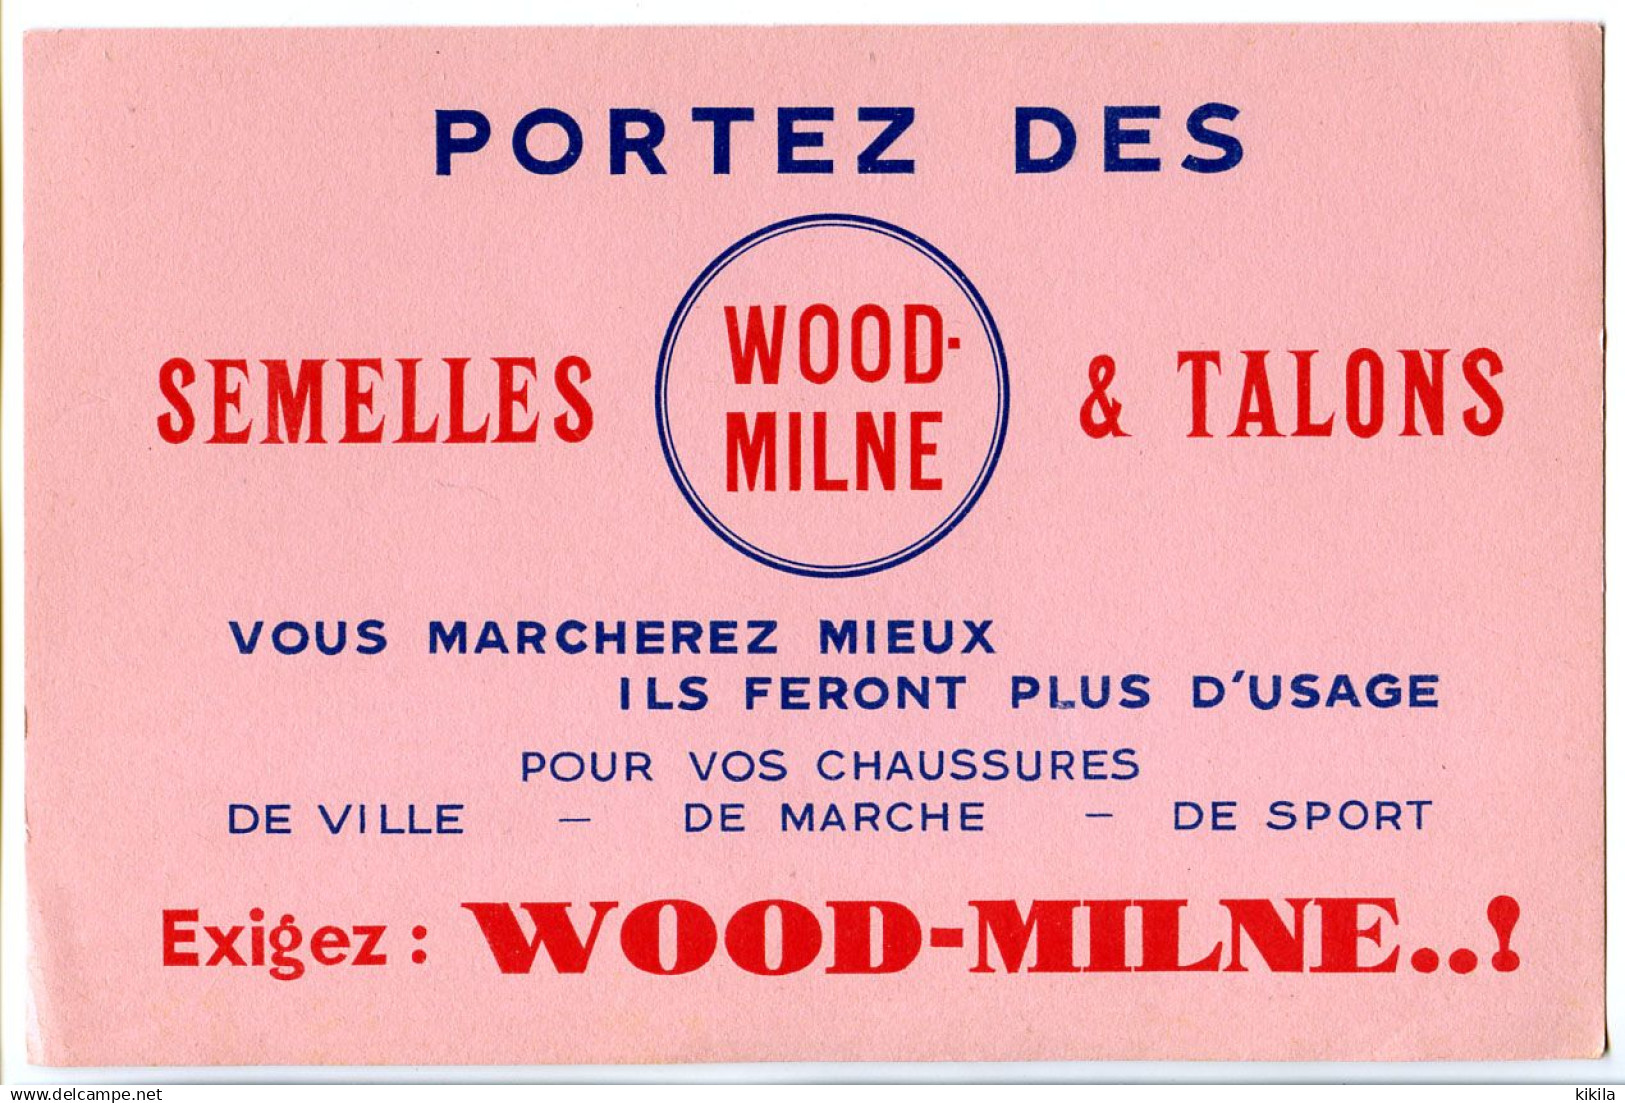 PORTEZ DES
SEMELLES WOOD-MILNE & TALONS
VOUS MARCHEREZ MIEUX
ILS FERONT PLUS D'USAGE
POUR VOS CHAUSSURES
DE VILLE – DE MARCHE – DE SPORT
Exigez : WOOD-MILNE..!
delcampe.net
kikila